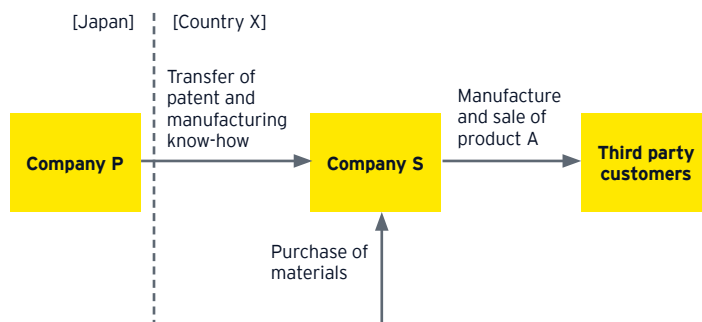 [Japan]
[Country X]
Transfer of
patent and
manufacturing
know-how
Manufacture
and sale of
product A
Company P
Company S
Third party
customers
Purchase of
materials